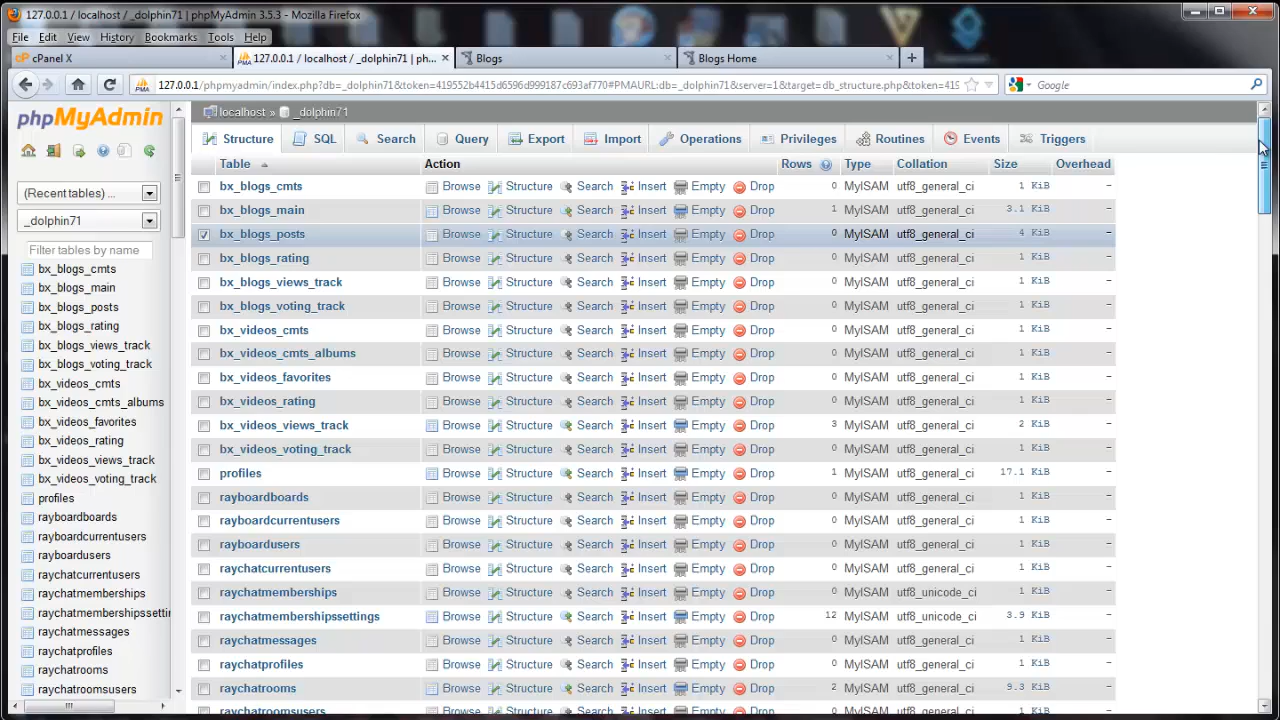 127.0.0.1 / localhost / _dolphin71 | phpMyAdmin 3.5.3 - Mozilla Firefox
File Edit View History Bookmarks Tools Help
cPanel X
127.0.0.1 / localhost / _dolphin71 | ph...
Blogs
Blogs Home
127.0.0.1/phpmyadmin/index.php?db=_dolphin71&token=419552b4415d6596d999187c693af770#PMAURL:db=_dolphin71&server=1&target=db_structure.php&token=419
Google
phpMyAdmin
(Recent tables) ...
_dolphin71
Filter tables by name
bx_blogs_cmts
bx_blogs_main
bx_blogs_posts
bx_blogs_rating
bx_blogs_views_track
bx_blogs_voting_track
bx_videos_cmts
bx_videos_cmts_albums
bx_videos_favorites
bx_videos_rating
bx_videos_views_track
bx_videos_voting_track
profiles
rayboardboards
rayboardcurrentusers
rayboardusers
raychatcurrentusers
raychatmemberships
raychatmembershipssettin
raychatmessages
raychatprofiles
raychatrooms
raychatroomsusers
localhost » _dolphin71
Structure SQL Search Query Export Import Operations Privileges Routines Events Triggers
Table Action Rows Type Collation Size Overhead
bx_blogs_cmts Browse Structure Search Insert Empty Drop 0 MyISAM utf8_general_ci 1 KiB -
bx_blogs_main Browse Structure Search Insert Empty Drop 1 MyISAM utf8_general_ci 3.1 KiB -
bx_blogs_posts Browse Structure Search Insert Empty Drop 0 MyISAM utf8_general_ci 4 KiB -
bx_blogs_rating Browse Structure Search Insert Empty Drop 0 MyISAM utf8_general_ci 1 KiB -
bx_blogs_views_track Browse Structure Search Insert Empty Drop 0 MyISAM utf8_general_ci 1 KiB -
bx_blogs_voting_track Browse Structure Search Insert Empty Drop 0 MyISAM utf8_general_ci 1 KiB -
bx_videos_cmts Browse Structure Search Insert Empty Drop 0 MyISAM utf8_general_ci 1 KiB -
bx_videos_cmts_albums Browse Structure Search Insert Empty Drop 0 MyISAM utf8_general_ci 1 KiB -
bx_videos_favorites Browse Structure Search Insert Empty Drop 0 MyISAM utf8_general_ci 1 KiB -
bx_videos_rating Browse Structure Search Insert Empty Drop 0 MyISAM utf8_general_ci 1 KiB -
bx_videos_views_track Browse Structure Search Insert Empty Drop 3 MyISAM utf8_general_ci 2 KiB -
bx_videos_voting_track Browse Structure Search Insert Empty Drop 0 MyISAM utf8_general_ci 1 KiB -
profiles Browse Structure Search Insert Empty Drop 1 MyISAM utf8_general_ci 17.1 KiB -
rayboardboards Browse Structure Search Insert Empty Drop 0 MyISAM utf8_general_ci 1 KiB -
rayboardcurrentusers Browse Structure Search Insert Empty Drop 0 MyISAM utf8_general_ci 1 KiB -
rayboardusers Browse Structure Search Insert Empty Drop 0 MyISAM utf8_general_ci 1 KiB -
raychatcurrentusers Browse Structure Search Insert Empty Drop 0 MyISAM utf8_general_ci 1 KiB -
raychatmemberships Browse Structure Search Insert Empty Drop 0 MyISAM utf8_unicode_ci 1 KiB -
raychatmembershipssettings Browse Structure Search Insert Empty Drop 12 MyISAM utf8_unicode_ci 3.9 KiB -
raychatmessages Browse Structure Search Insert Empty Drop 0 MyISAM utf8_general_ci 1 KiB -
raychatprofiles Browse Structure Search Insert Empty Drop 0 MyISAM utf8_general_ci 1 KiB -
raychatrooms Browse Structure Search Insert Empty Drop 2 MyISAM utf8_general_ci 9.3 KiB -
raychatroomsusers Browse Structure Search Insert Empty Drop 0 MyISAM utf8_general_ci 1 KiB -